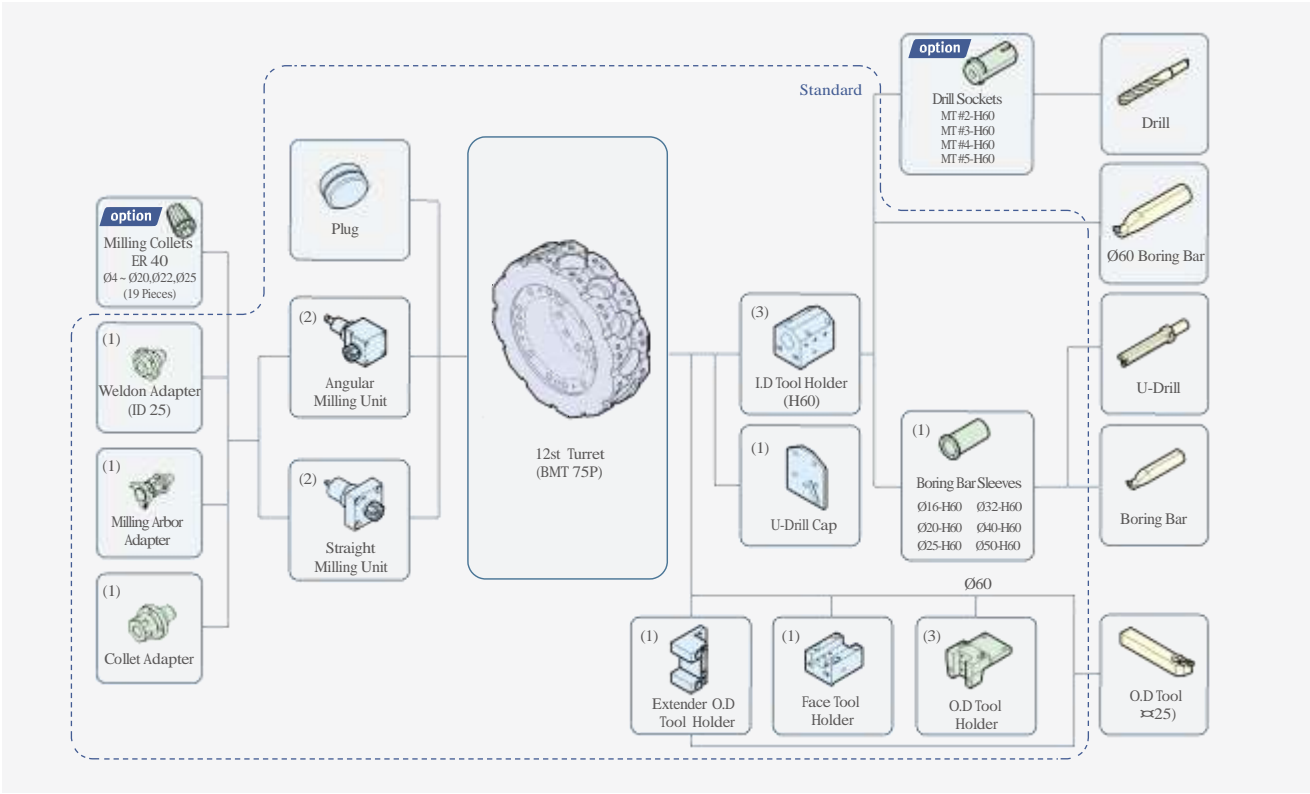 Standard
option
Drill Sockets
MT #2-H60
MT #3-H60
MT #4-H60
MT #5-H60
Drill
Plug
Ø60 Boring Bar
option
Milling Collets
ER 40
Ø4 ~ Ø20,Ø22,Ø25
(19 Pieces)
(1)
Weldon Adapter
(ID 25)
(2)
Angular
Milling Unit
12st Turret
(BMT 75P)
(3)
I.D Tool Holder
(H60)
U-Drill
(1)
Milling Arbor
Adapter
(2)
Straight
Milling Unit
(1)
U-Drill Cap
(1)
Boring Bar Sleeves
Ø16-H60 Ø32-H60
Ø20-H60 Ø40-H60
Ø25-H60 Ø50-H60
Boring Bar
(1)
Collet Adapter
Ø60
(1)
Extender O.D
Tool Holder
(1)
Face Tool
Holder
(3)
O.D Tool
Holder
O.D Tool
¤25)